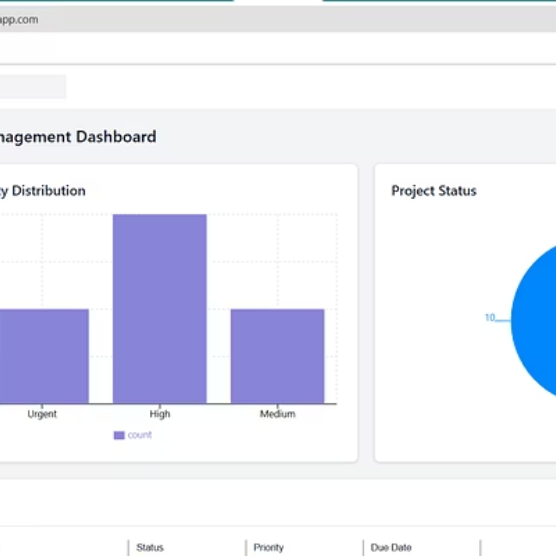 app.com
nagement Dashboard
y Distribution
Project Status
10
Urgent High Medium
count
Status Priority Due Date